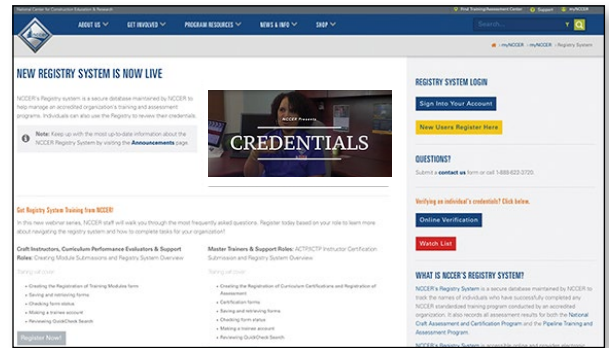 National Center for Construction Education & Research
Find Training/Assessment Center Support myNCCER
ABOUT US GET INVOLVED PROGRAM RESOURCES NEWS & INFO SHOP
Search...
myNCCER myNCCER Registry System
NEW REGISTRY SYSTEM IS NOW LIVE
NCCER's Registry system is a secure database maintained by NCCER to
help manage an accredited organization's training and assessment
programs. Individuals can also use the Registry to review their credentials.
Note: Keep up with the most up-to-date information about the
NCCER Registry System by visiting the Announcements page.
NCCER Presents
CREDENTIALS
Get Registry System Training from NCCER!
In this new webinar series, NCCER staff will walk you through the most frequently asked questions. Register today based on your role to learn more
about navigating the registry system and how to complete tasks for your organization!
Craft Instructors, Curriculum Performance Evaluators & Support
Roles: Creating Module Submissions and Registry System Overview
Training will cover:
Creating the Registration of Training Modules form
Saving and retrieving forms
Checking form status
Making a trainee account
Reviewing QuickCheck Search
Register Now!
Master Trainers & Support Roles: ACTP/ICTP Instructor Certification
Submission and Registry System Overview
Training will cover:
Creating the Registration of Curriculum Certifications and Registration of
Assessment
Certification forms
Saving and retrieving forms
Checking form status
Making a trainee account
Reviewing QuickCheck Search
REGISTRY SYSTEM LOGIN
Sign Into Your Account
New Users Register Here
QUESTIONS?
Submit a contact us form or call 1-888-622-3720.
Verifying an individual's credentials? Click below.
Online Verification
Watch List
WHAT IS NCCER'S REGISTRY SYSTEM?
NCCER's Registry System is a secure database maintained by NCCER to
track the names of individuals who have successfully completed any
NCCER standardized training program conducted by an accredited
organization. It also records all assessment results for both the National
Craft Assessment and Certification Program and the Pipeline Training and
Assessment Program.
NCCER's Registry System is accessible online and provides electronic